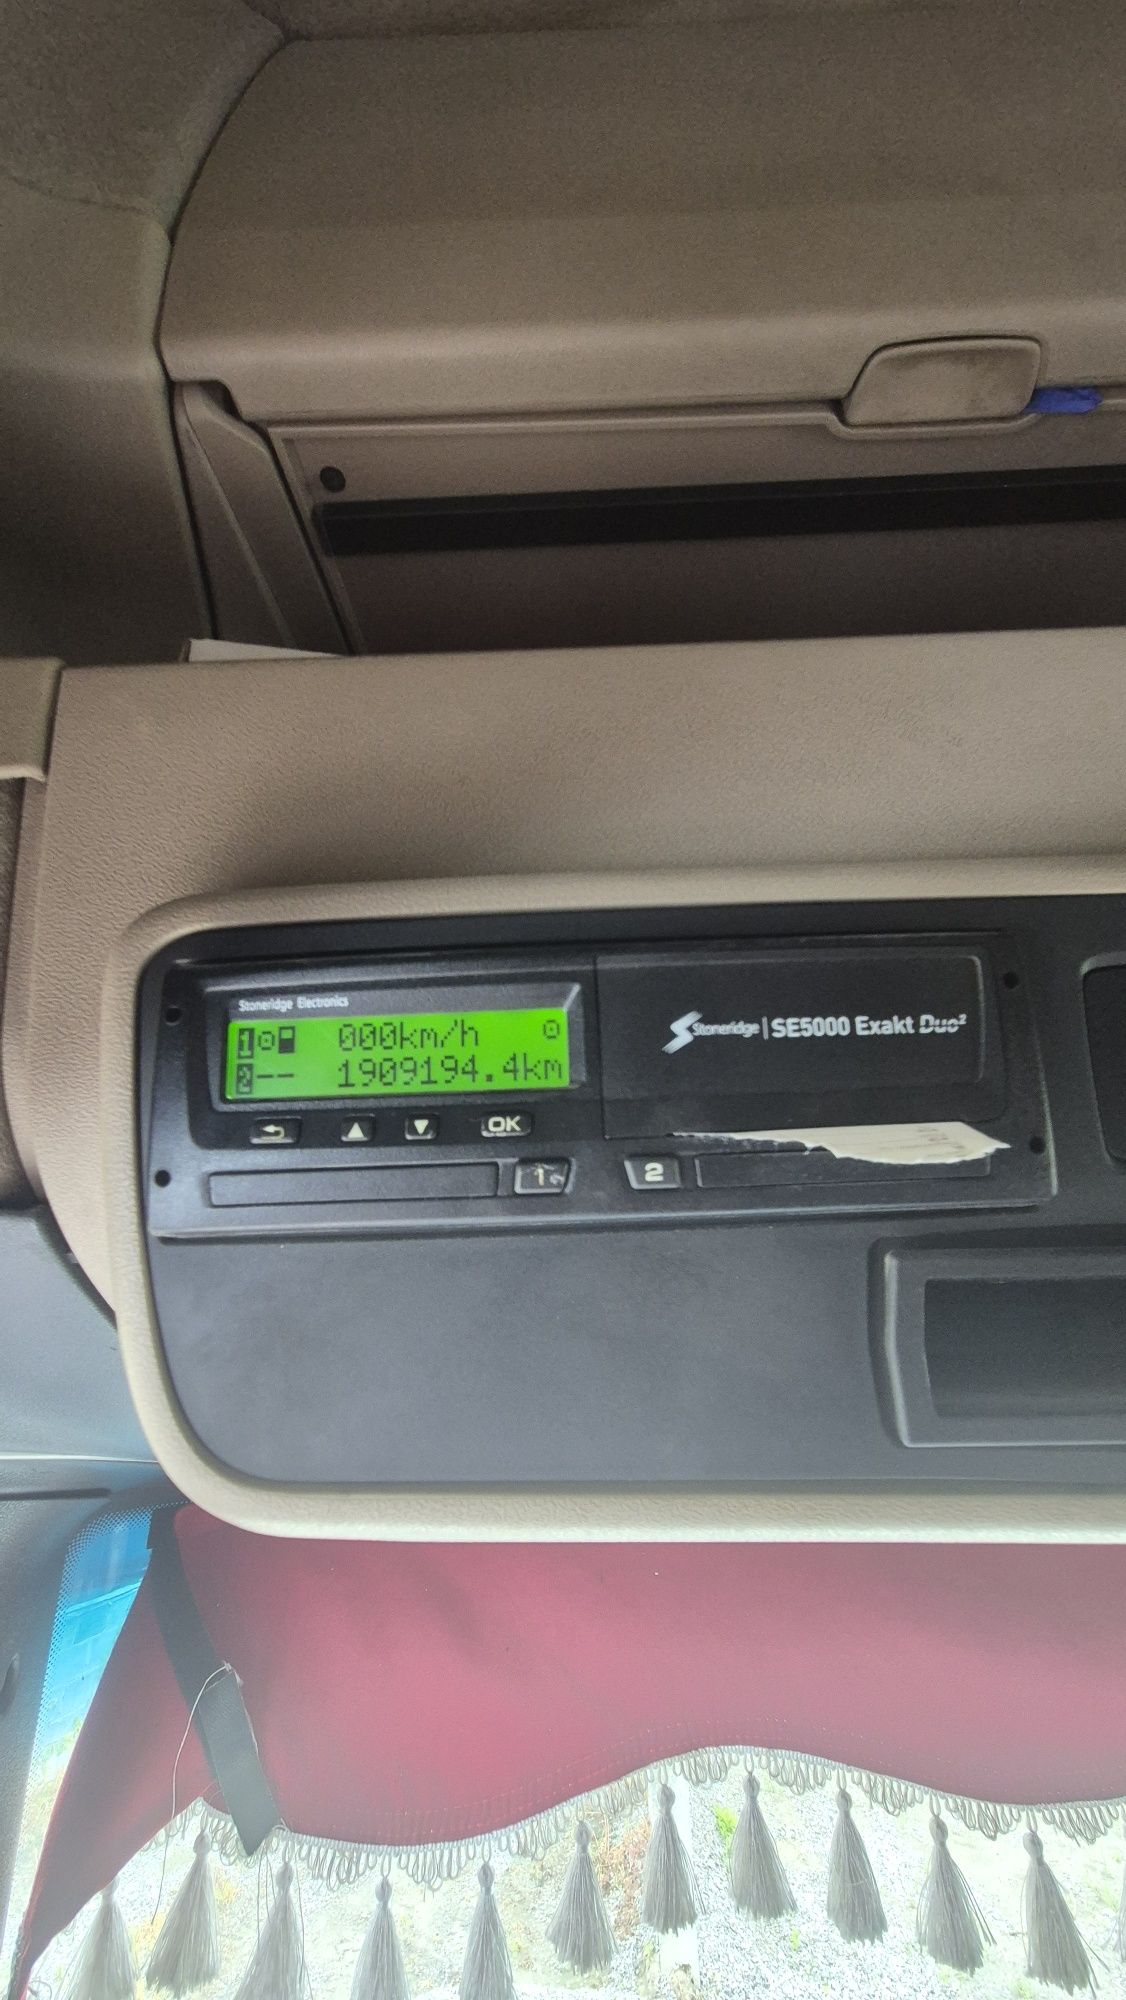 Stoneridge Electronics
1 000km/h
2 -- 1909194.4km
OK
1
2
Stoneridge | SE5000 Exakt Duo²